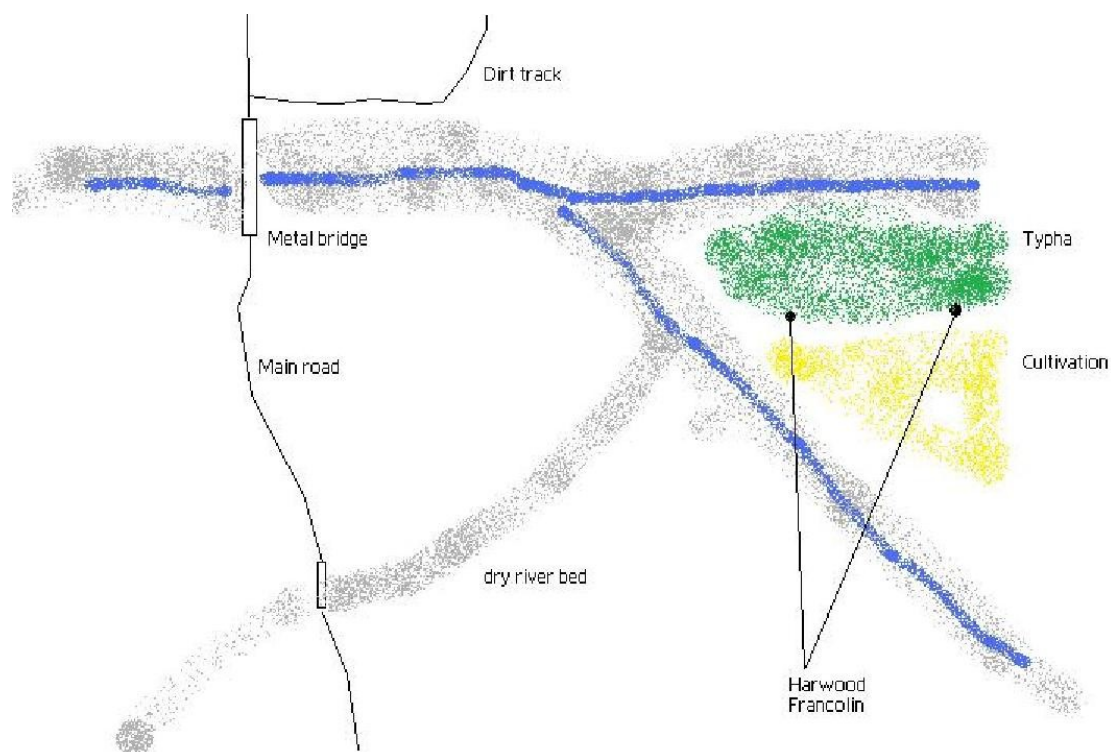 Dirt track
Metal bridge
Typha
Main road
Cultivation
dry river bed
Harwood
Francolin